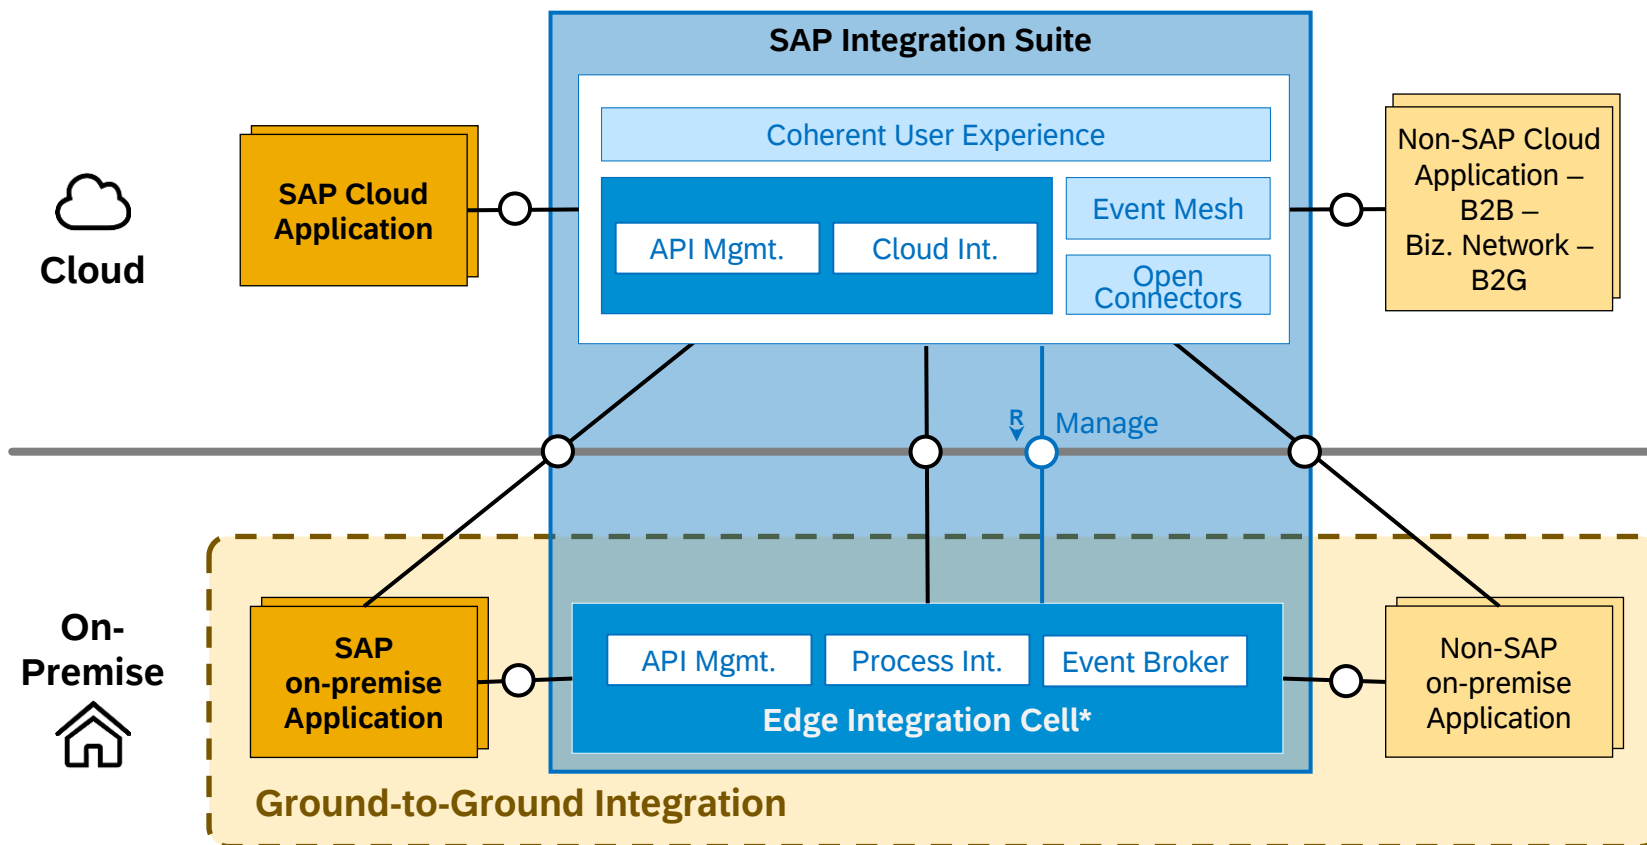 SAP Integration Suite
Coherent User Experience
SAP Cloud
Application
API Mgmt.
Cloud Int.
Event Mesh
Open
Connectors
Non-SAP Cloud
Application –
B2B –
Biz. Network –
B2G
Cloud
R
Manage
On-
Premise
SAP
on-premise
Application
API Mgmt.
Process Int.
Event Broker
Edge Integration Cell*
Non-SAP
on-premise
Application
Ground-to-Ground Integration